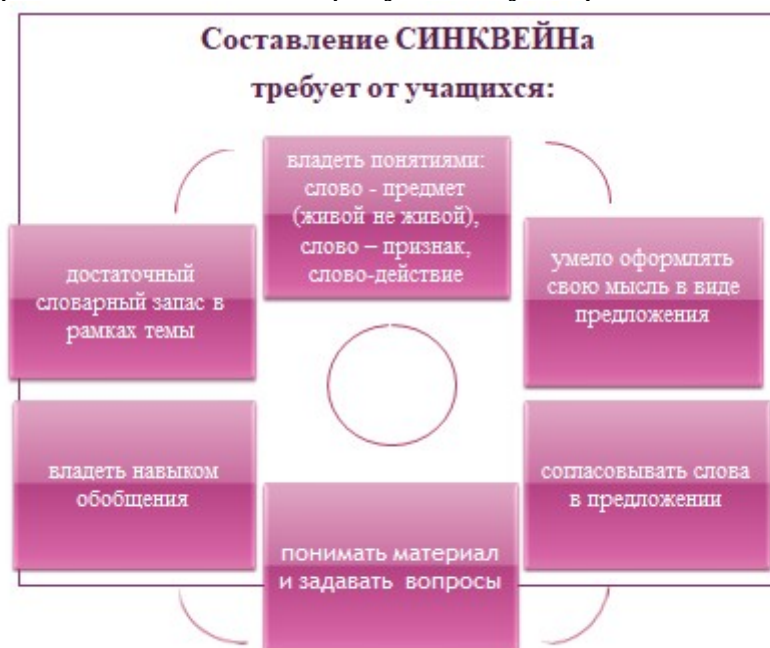 Составление СИНКВЕЙНа
требует от учащихся:
владеть понятиями:
слово - предмет
(живой не живой),
слово – признак,
слово-действие
умело оформлять
свою мысль в виде
предложения
согласовывать слова
в предложении
понимать материал
и задавать вопросы
владеть навыком
обобщения
достаточный
словарный запас в
рамках темы